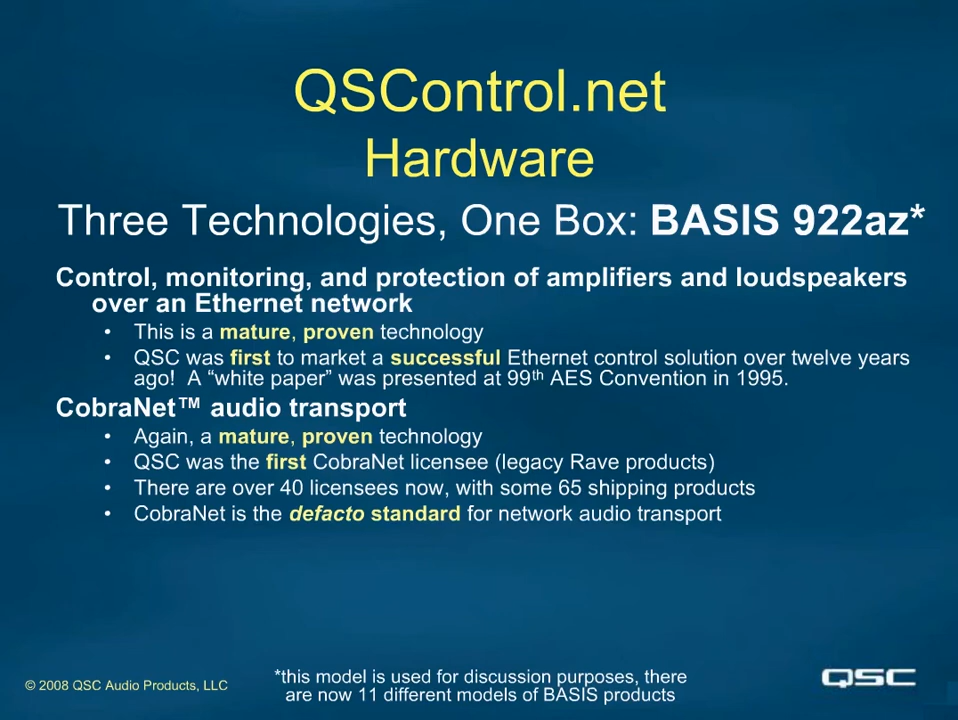 QSControl.net
Hardware
Three Technologies, One Box: BASIS 922az*
Control, monitoring, and protection of amplifiers and loudspeakers
over an Ethernet network
• This is a mature, proven technology
• QSC was first to market a successful Ethernet control solution over twelve years
ago! A “white paper” was presented at 99th AES Convention in 1995.
CobraNet™ audio transport
• Again, a mature, proven technology
• QSC was the first CobraNet licensee (legacy Rave products)
• There are over 40 licensees now, with some 65 shipping products
• CobraNet is the defacto standard for network audio transport
*this model is used for discussion purposes, there
are now 11 different models of BASIS products
© 2008 QSC Audio Products, LLC
QSC